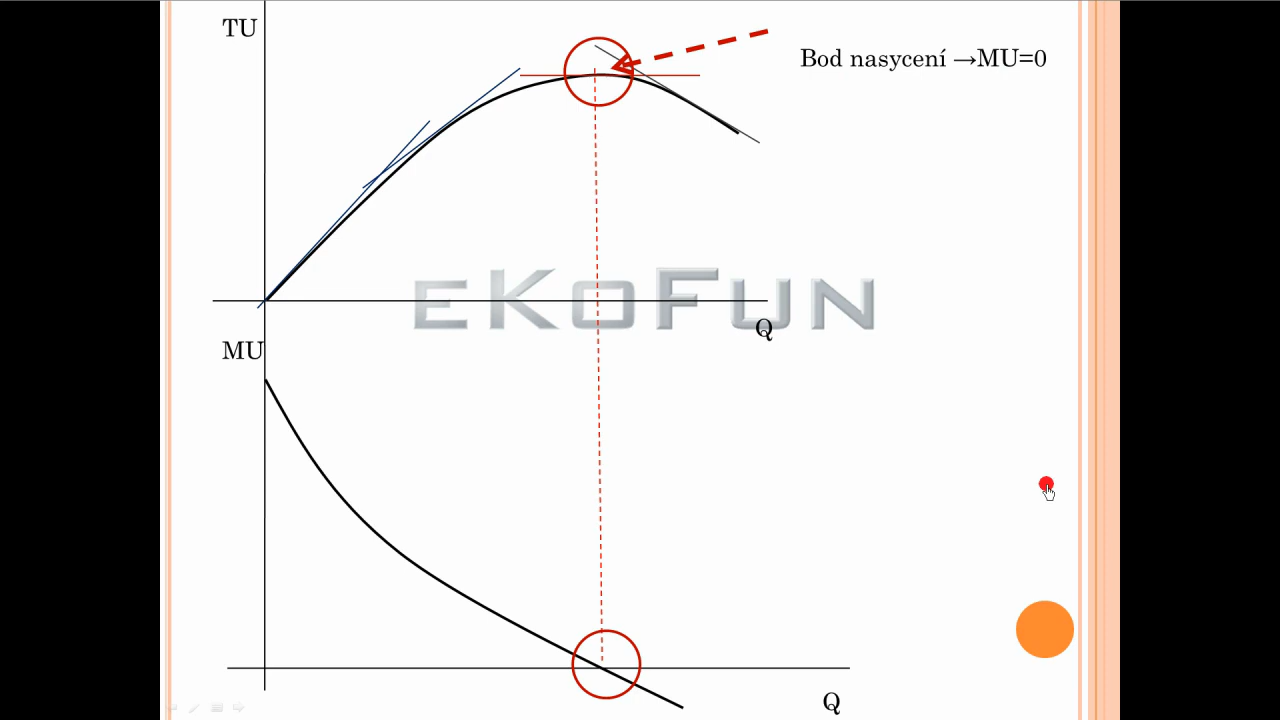 TU
Bod nasycení →MU=0
EKOFUN
Q
MU
Q